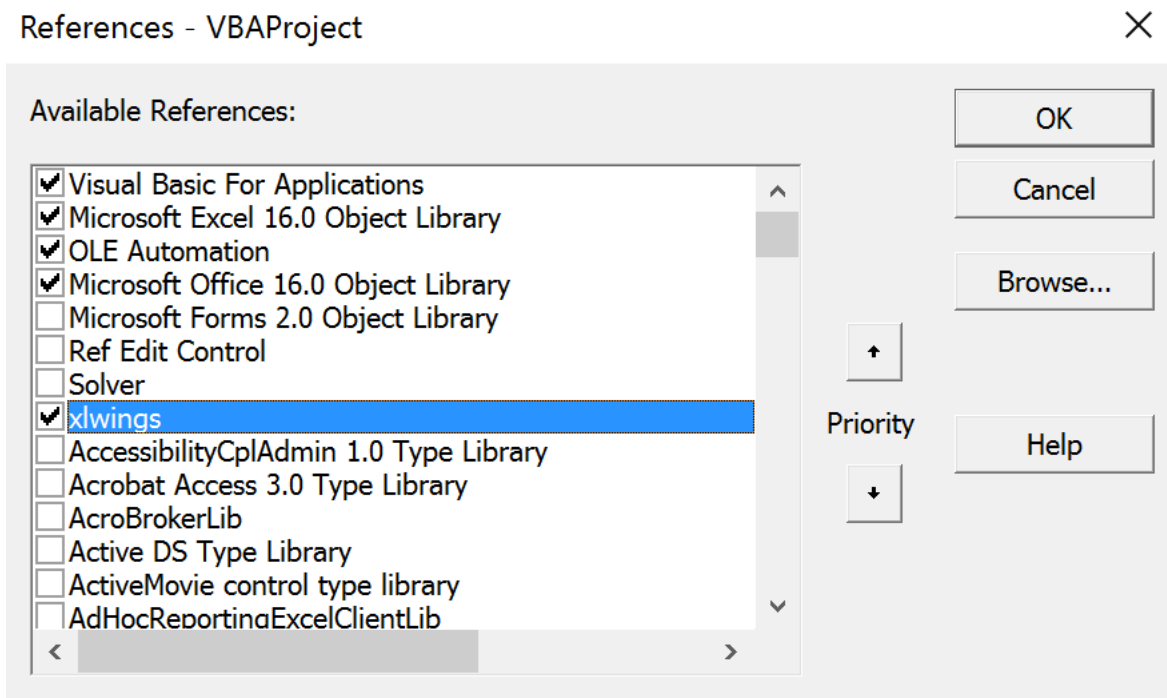 References - VBAProject
Available References:
OK
Cancel
Browse...
Priority
Help
Visual Basic For Applications
Microsoft Excel 16.0 Object Library
OLE Automation
Microsoft Office 16.0 Object Library
Microsoft Forms 2.0 Object Library
Ref Edit Control
Solver
xlwings
AccessibilityCplAdmin 1.0 Type Library
Acrobat Access 3.0 Type Library
AcroBrokerLib
Active DS Type Library
ActiveMovie control type library
AdHocReportingExcelClientLib